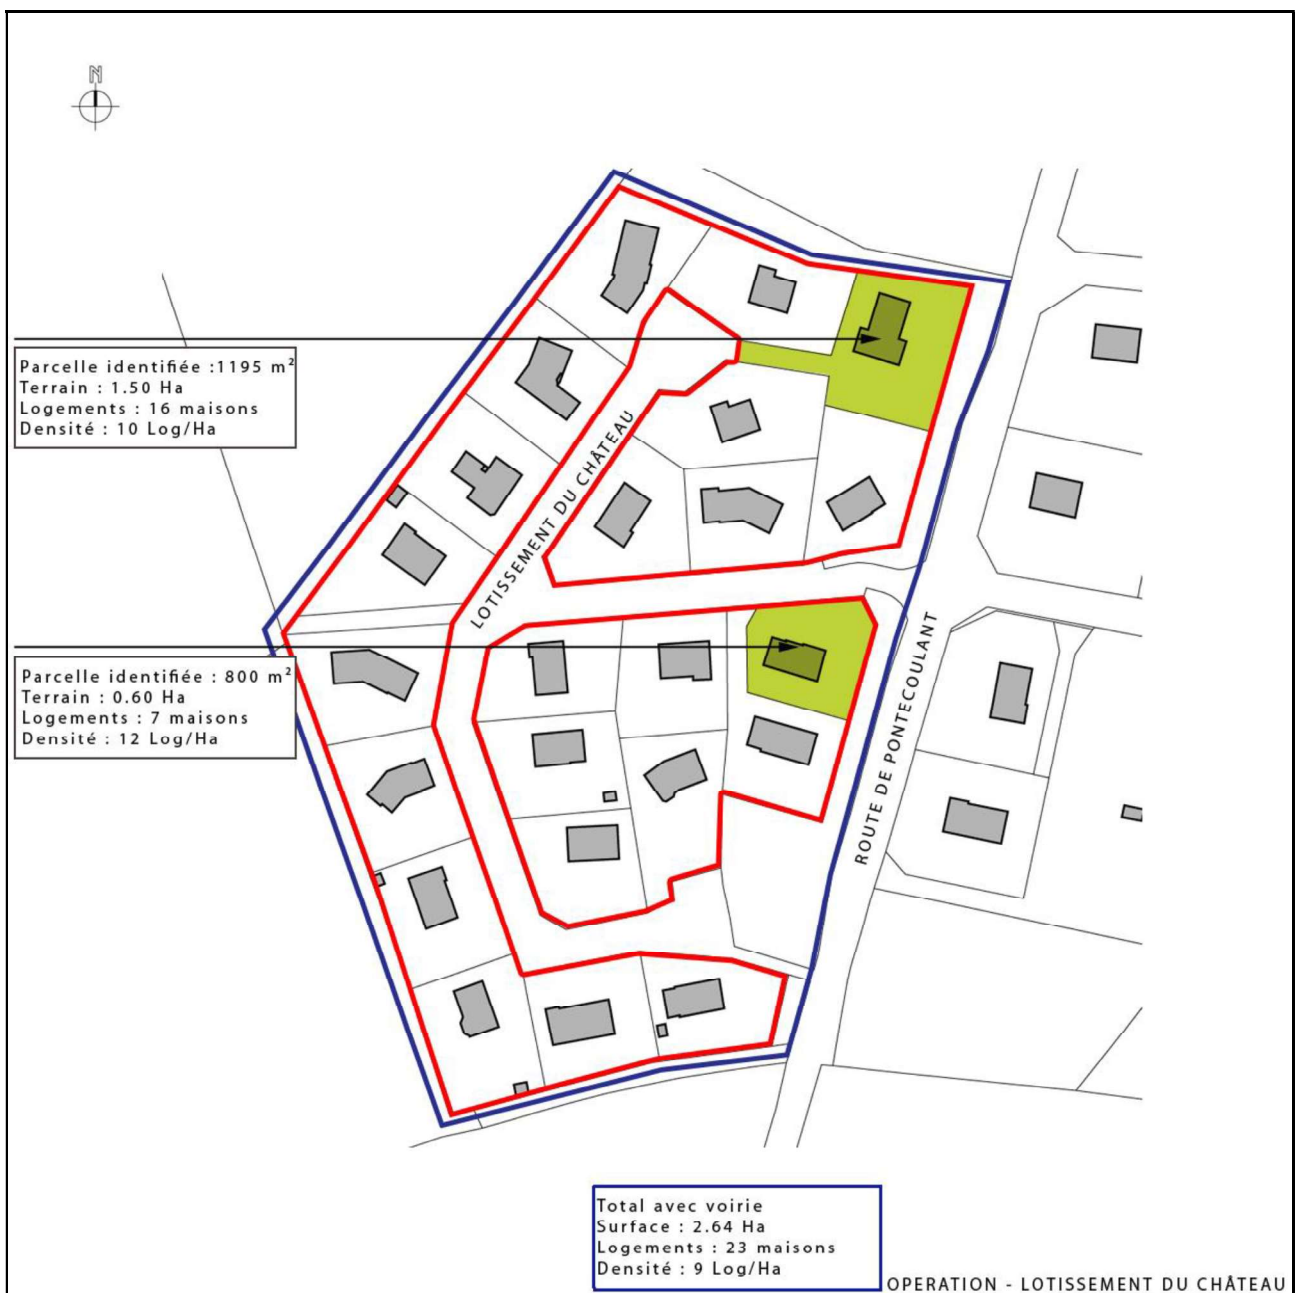 N
Parcelle identifiée :1195 m²
Terrain : 1.50 Ha
Logements : 16 maisons
Densité : 10 Log/Ha
LOTISSEMENT DU CHÂTEAU
Parcelle identifiée : 800 m²
Terrain : 0.60 Ha
Logements : 7 maisons
Densité : 12 Log/Ha
ROUTE DE PONTECOULANT
Total avec voirie
Surface : 2.64 Ha
Logements : 23 maisons
Densité : 9 Log/Ha
OPERATION - LOTISSEMENT DU CHÂTEAU